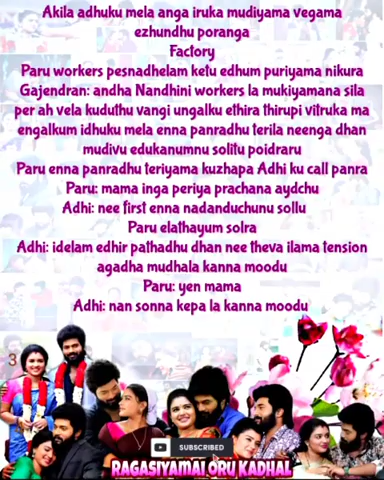 Akila adhuku mela anga iruka mudiyama vegama
ezhundhu poranga
Factory
Paru workers pesnadhelam ketu edhum puriyama nikura
Gajendran: andha Nandhini workers la mukiyamana sila
per ah vela kuduthu vangi ungalku ethira thirupi vitruka ma
engalkum idhuku mela enna panradhu terila neenga dhan
mudivu edukanumnu solitu poidraru
Paru enna panradhu teriyama kuzhapa Adhi ku call panra
Paru: mama inga periya prachana aydchu
Adhi: nee first enna nadanduchunu sollu
Paru elathayum solra
Adhi: idelam edhir pathadhu dhan nee theva ilama tension
agadha mudhala kanna moodu
Paru: yen mama
Adhi: nan sonna kepa la kanna moodu
3
SUBSCRIBED
RAGASIYAMAI ORU KADHAL